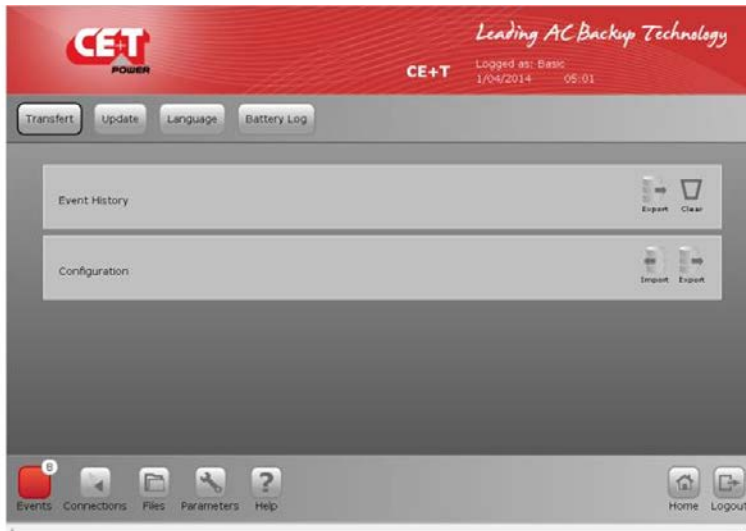 CE+T
POWER
Leading AC Backup Technology
CE+T
Logged as: Basic
1/04/2014 05:01
Transfert Update Language Battery Log
Event History
Export Clear
Configuration
Import Export
8
Events Connections Files Parameters Help
Home Logout